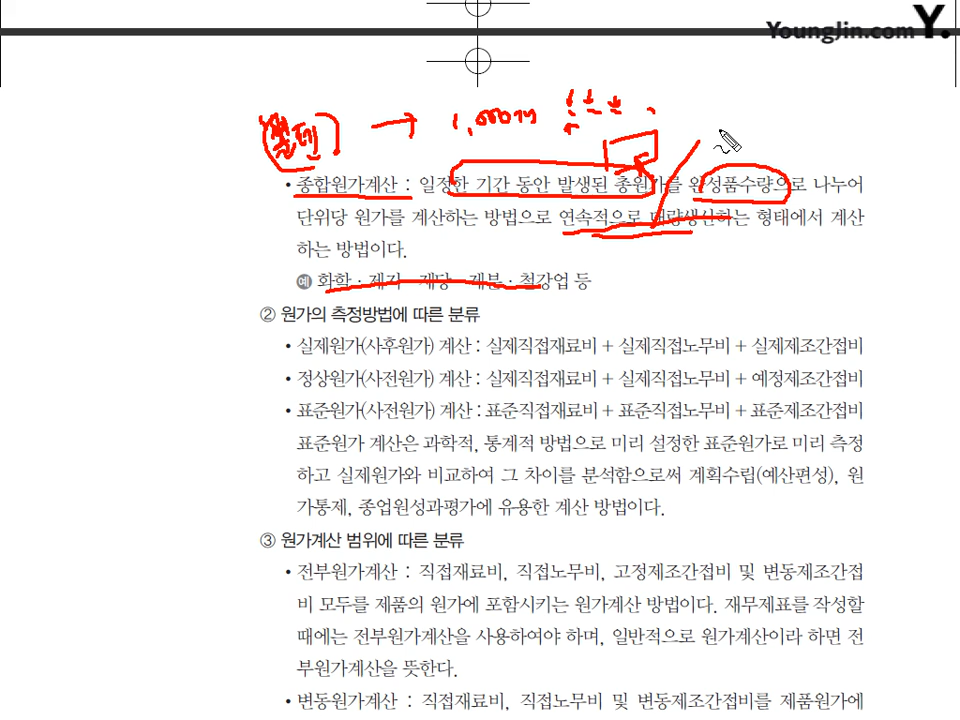 YoungJin.com Y.
볼펜 → 1,000개
• 종합원가계산 : 일정한 기간 동안 발생된 총원가를 완성품수량으로 나누어
단위당 원가를 계산하는 방법으로 연속적으로 대량생산하는 형태에서 계산
하는 방법이다.
예 화학 · 제지 · 제당 · 제분 · 철강업 등
② 원가의 측정방법에 따른 분류
• 실제원가(사후원가) 계산 : 실제직접재료비 + 실제직접노무비 + 실제제조간접비
• 정상원가(사전원가) 계산 : 실제직접재료비 + 실제직접노무비 + 예정제조간접비
• 표준원가(사전원가) 계산 : 표준직접재료비 + 표준직접노무비 + 표준제조간접비
표준원가 계산은 과학적, 통계적 방법으로 미리 설정한 표준원가로 미리 측정
하고 실제원가와 비교하여 그 차이를 분석함으로써 계획수립(예산편성), 원
가통제, 종업원성과평가에 유용한 계산 방법이다.
③ 원가계산 범위에 따른 분류
• 전부원가계산 : 직접재료비, 직접노무비, 고정제조간접비 및 변동제조간접
비 모두를 제품의 원가에 포함시키는 원가계산 방법이다. 재무제표를 작성할
때에는 전부원가계산을 사용하여야 하며, 일반적으로 원가계산이라 하면 전
부원가계산을 뜻한다.
• 변동원가계산 : 직접재료비, 직접노무비 및 변동제조간접비를 제품원가에